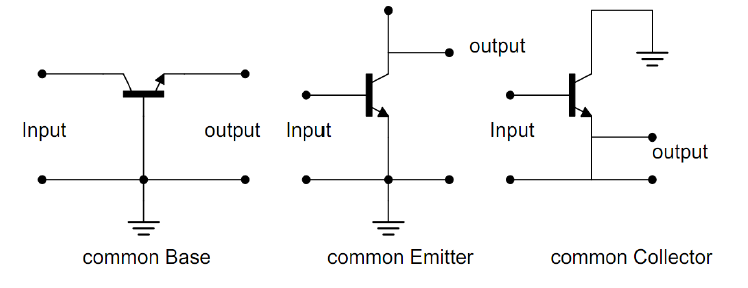 output
Input
output
Input
Input
output
common Base
common Emitter
common Collector